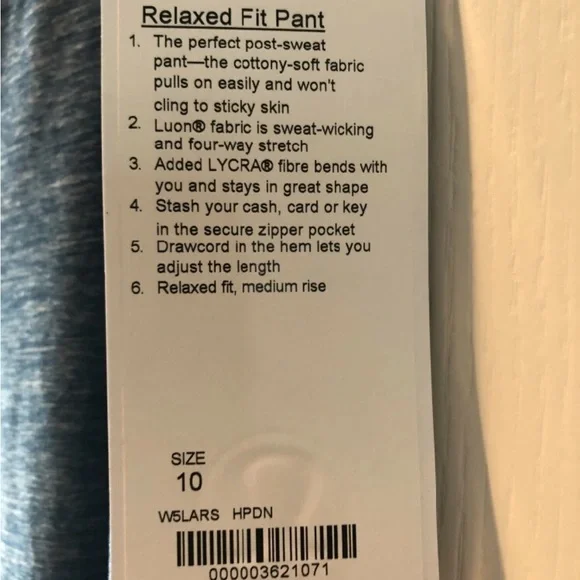 Relaxed Fit Pant
1. The perfect post-sweat
pant—the cottony-soft fabric
pulls on easily and won't
cling to sticky skin
2. Luon® fabric is sweat-wicking
and four-way stretch
3. Added LYCRA® fibre bends with
you and stays in great shape
4. Stash your cash, card or key
in the secure zipper pocket
5. Drawcord in the hem lets you
adjust the length
6. Relaxed fit, medium rise
SIZE
10
W5LARS HPDN
000003621071